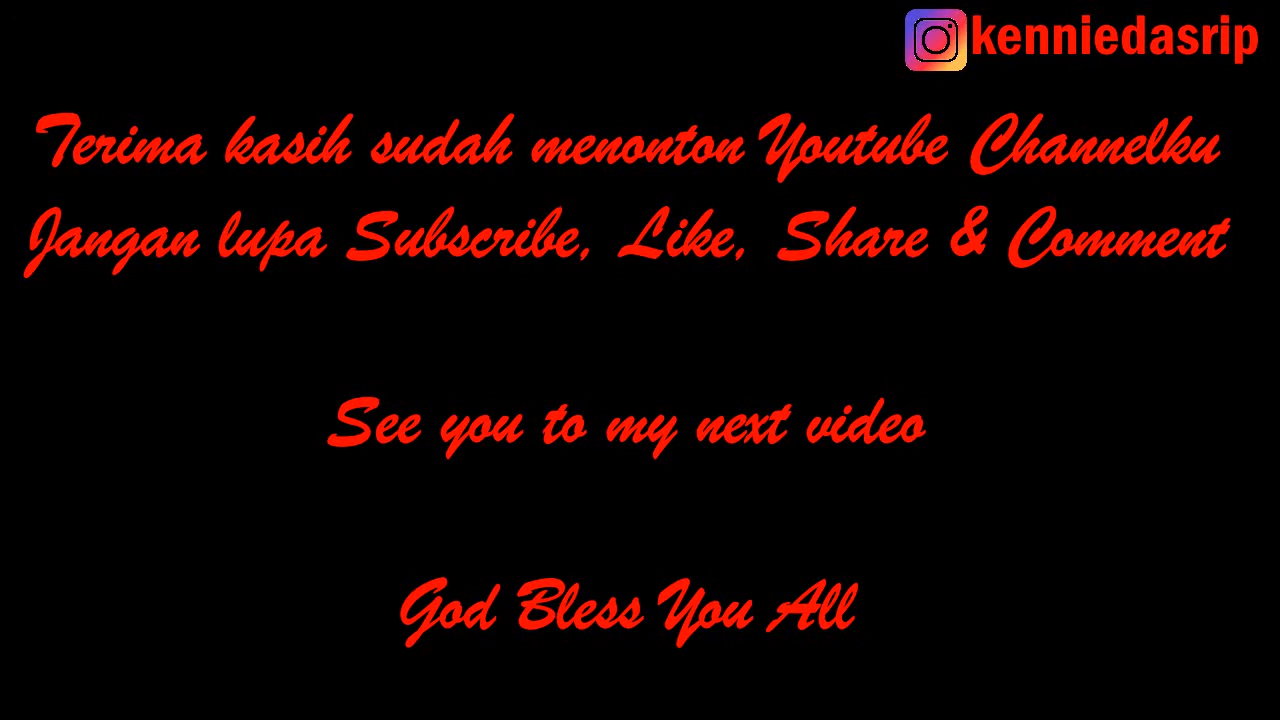 kenniedasrip
Terima kasih sudah menonton Youtube Channelku
Jangan lupa Subscribe, Like, Share & Comment
See you to my next video
God Bless You All